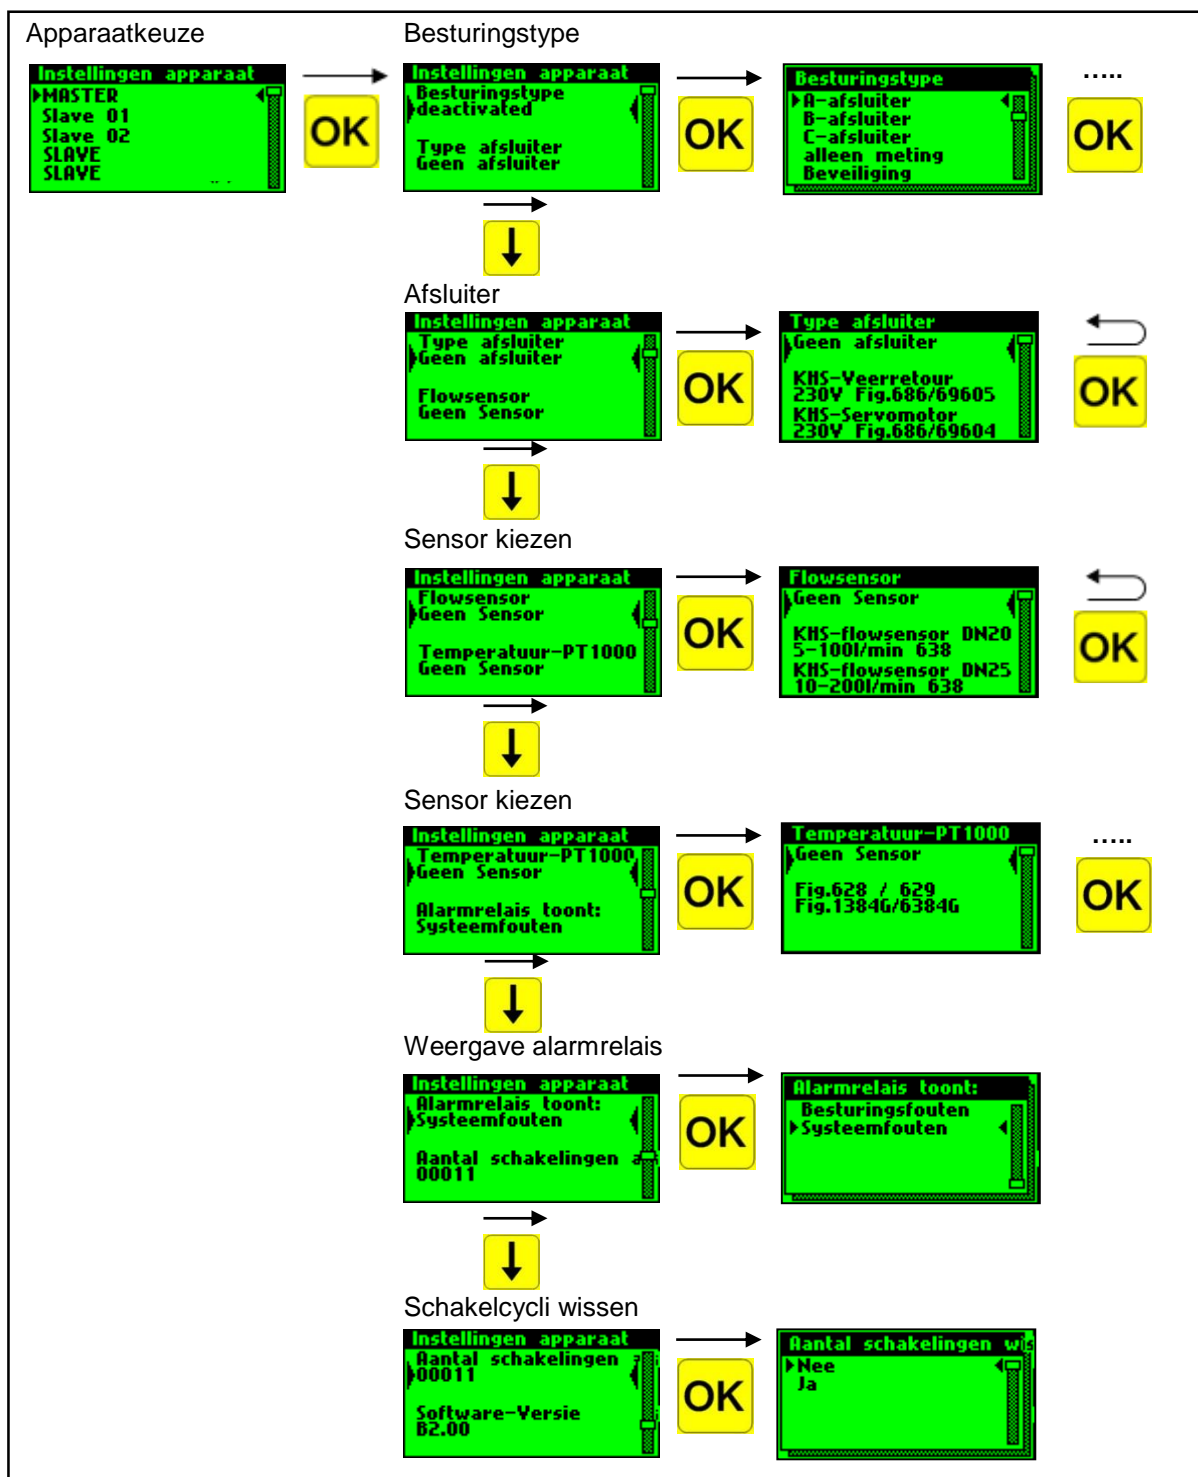 Apparaatkeuze
Instellingen apparaat
MASTER
Slave 01
Slave 02
SLAVE
SLAVE
OK
Besturingstype
Instellingen apparaat
Besturingstype
deactivated
Type afsluiter
Geen afsluiter
OK
Besturingstype
A-afsluiter
B-afsluiter
C-afsluiter
alleen meting
Beveiliging
.....
OK
Afsluiter
Instellingen apparaat
Type afsluiter
Geen afsluiter
Flowsensor
Geen Sensor
OK
Type afsluiter
Geen afsluiter
KHS-Veerretour
230V Fig.686/69605
KHS-Servomotor
230V Fig.686/69604
OK
Sensor kiezen
Instellingen apparaat
Flowsensor
Geen Sensor
Temperatuur-PT1000
Geen Sensor
OK
Flowsensor
Geen Sensor
KHS-flowsensor DN20
5-100l/min 638
KHS-flowsensor DN25
10-200l/min 638
OK
Sensor kiezen
Instellingen apparaat
Temperatuur-PT1000
Geen Sensor
Alarmrelais toont:
Systeemfouten
OK
Temperatuur-PT1000
Geen Sensor
Fig.628 / 629
Fig.1384G/6384G
.....
OK
Weergave alarmrelais
Instellingen apparaat
Alarmrelais toont:
Systeemfouten
Aantal schakelingen
00011
OK
Alarmrelais toont:
Besturingsfouten
Systeemfouten
Schakelcycli wissen
Instellingen apparaat
Aantal schakelingen
00011
Software-Versie
B2.00
OK
Aantal schakelingen wis
Nee
Ja